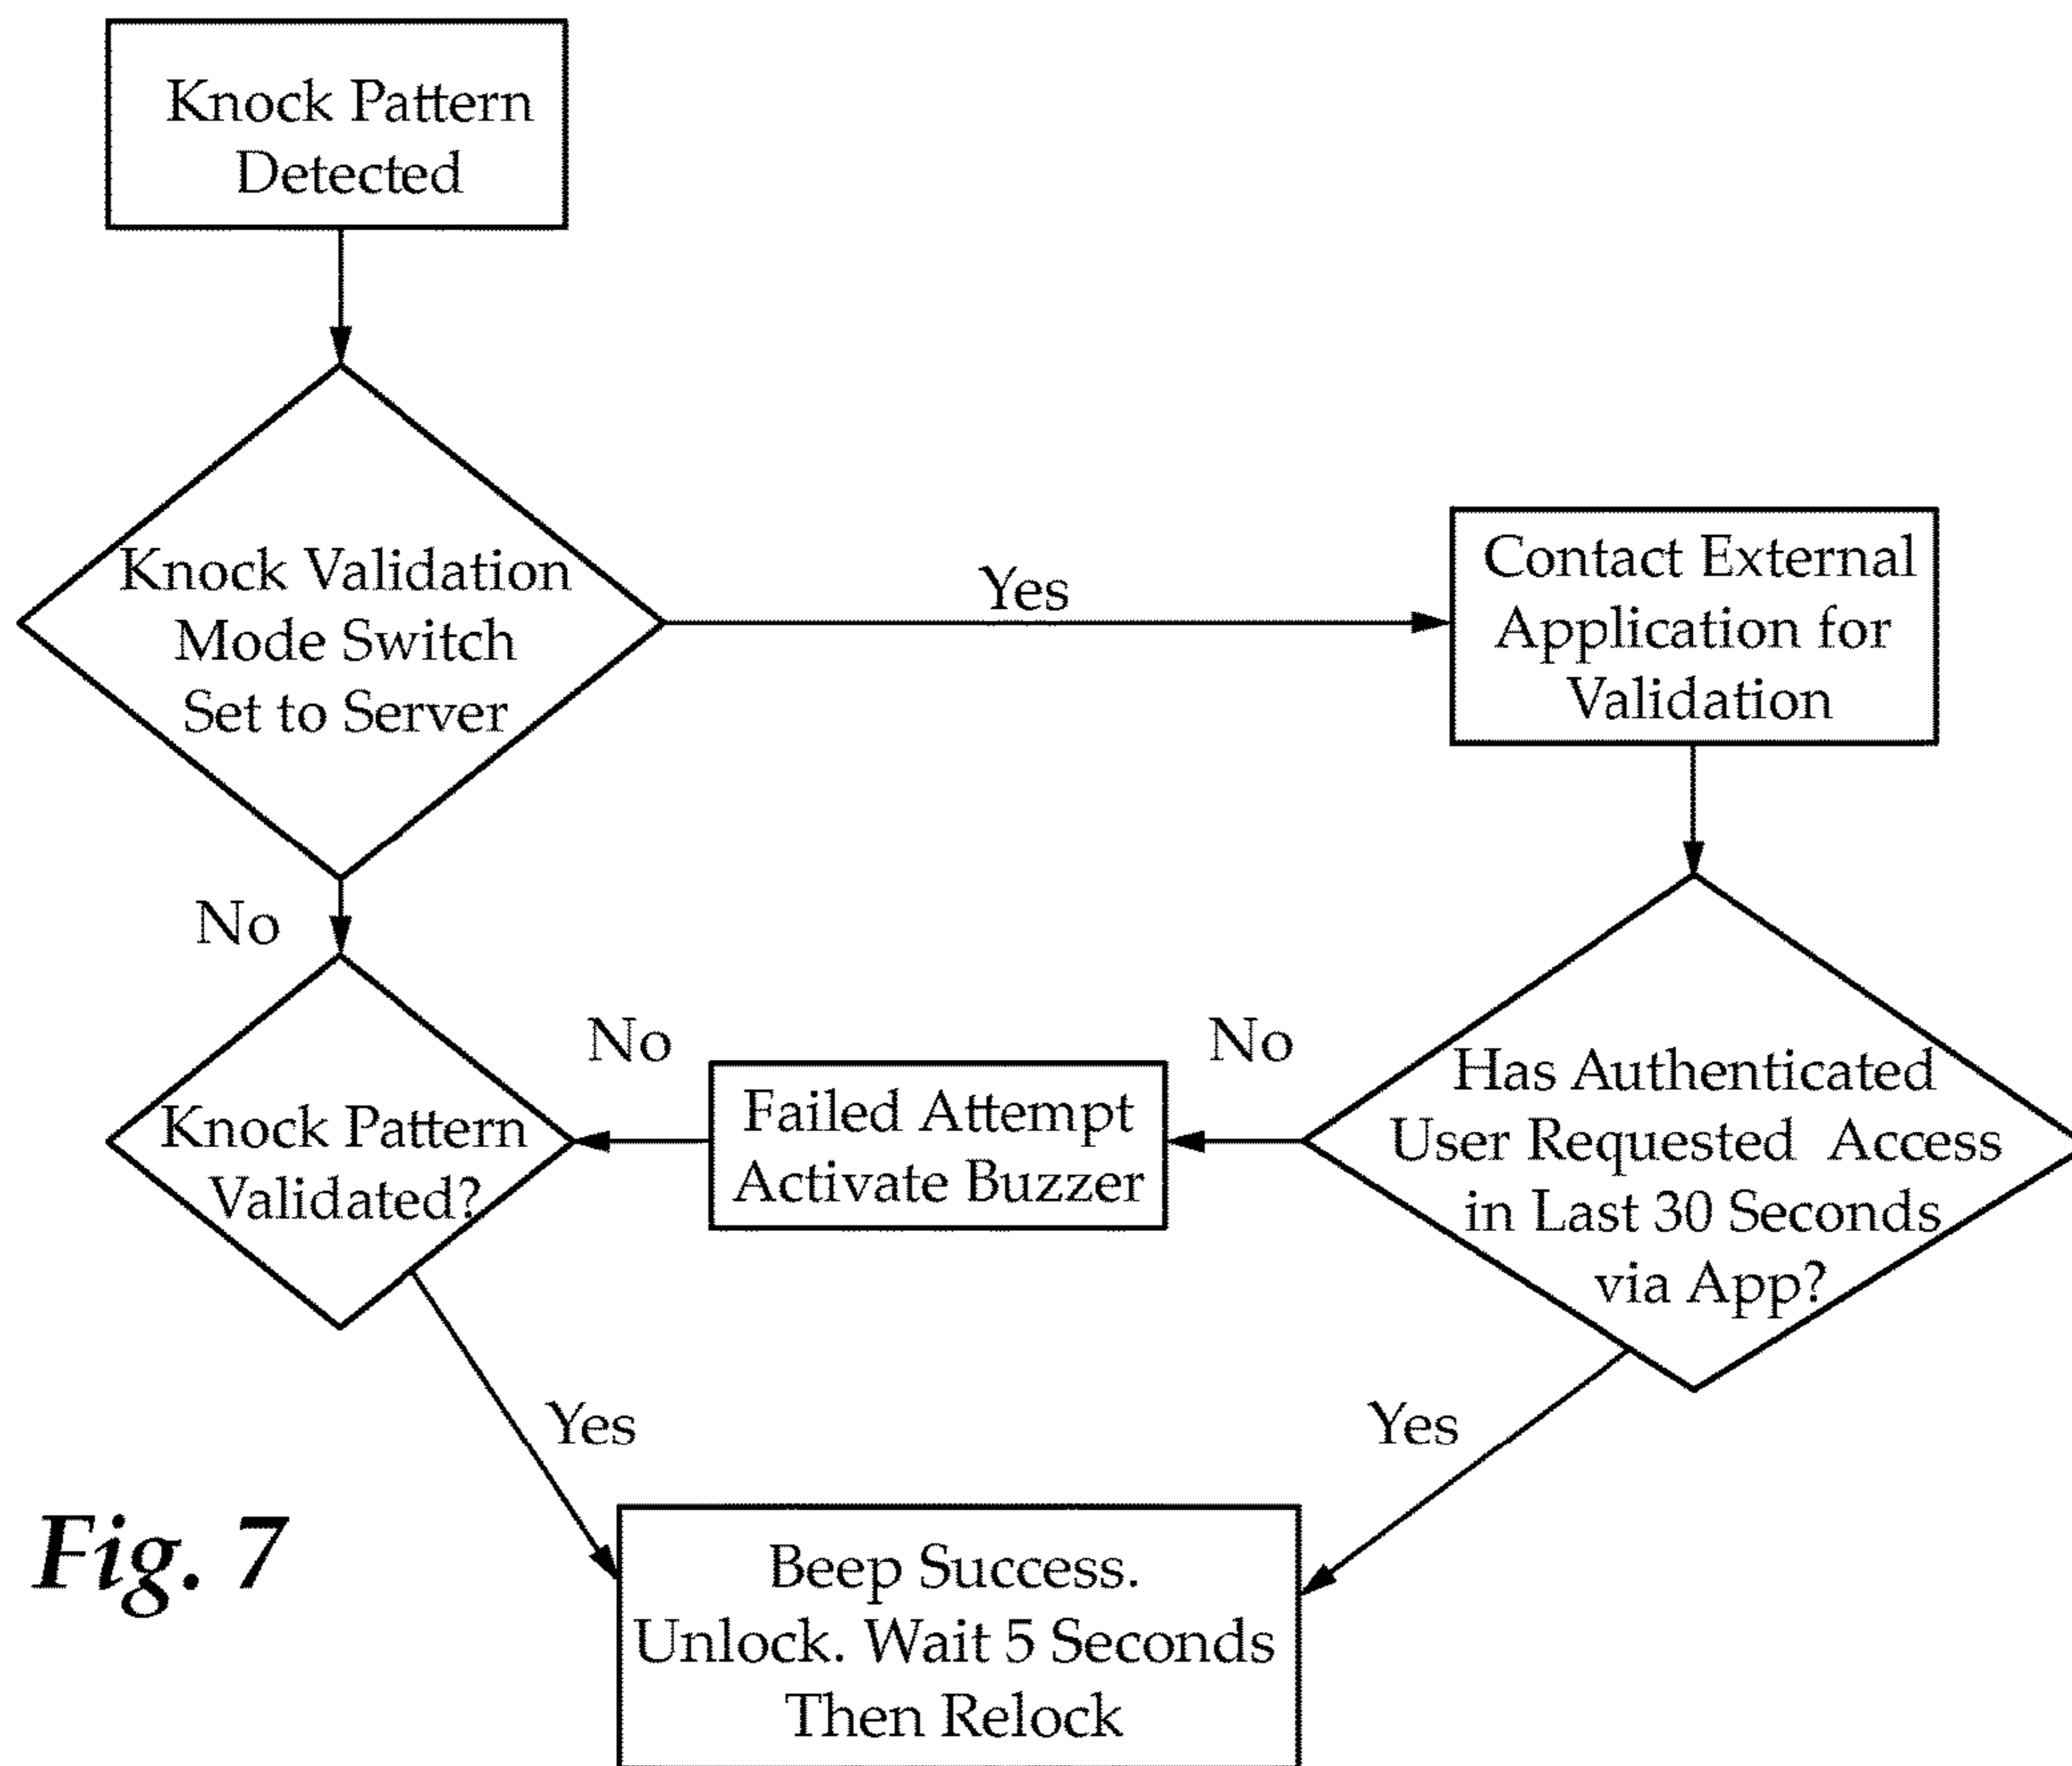 Knock Pattern
Detected
Knock Validation
Mode Switch
Set to Server
Yes
Contact External
Application for
Validation
No
Knock Pattern
Validated?
No
Failed Attempt
Activate Buzzer
No
Has Authenticated
User Requested Access
in Last 30 Seconds
via App?
Yes
Yes
Beep Success.
Unlock. Wait 5 Seconds
Then Relock
Fig. 7